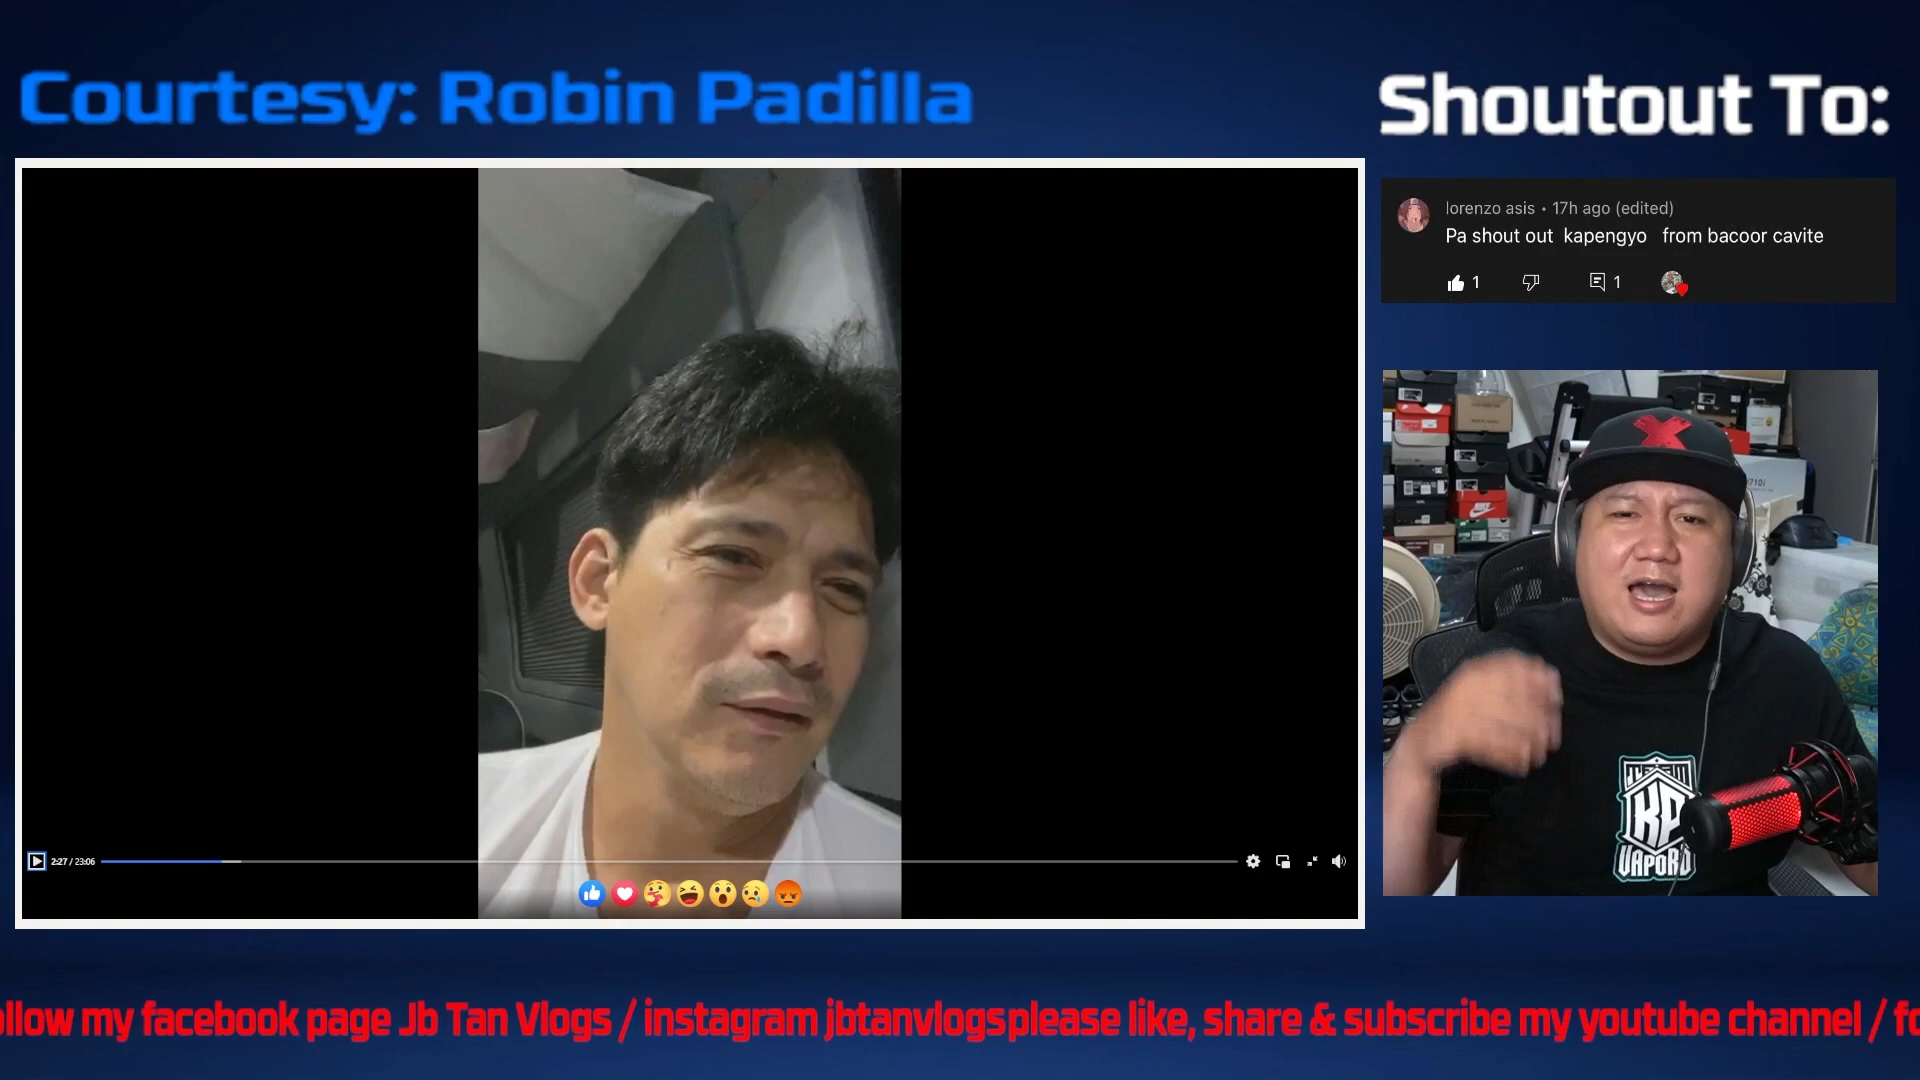 Courtesy: Robin Padilla
Shoutout To:
lorenzo asis • 17h ago (edited)
Pa shout out kapengyo from bacoor cavite
1
1
2:27 / 23:06
KP
VAPORD
ollow my facebook page Jb Tan Vlogs / instagram jbtanvlogsplease like, share & subscribe my youtube channel / fo